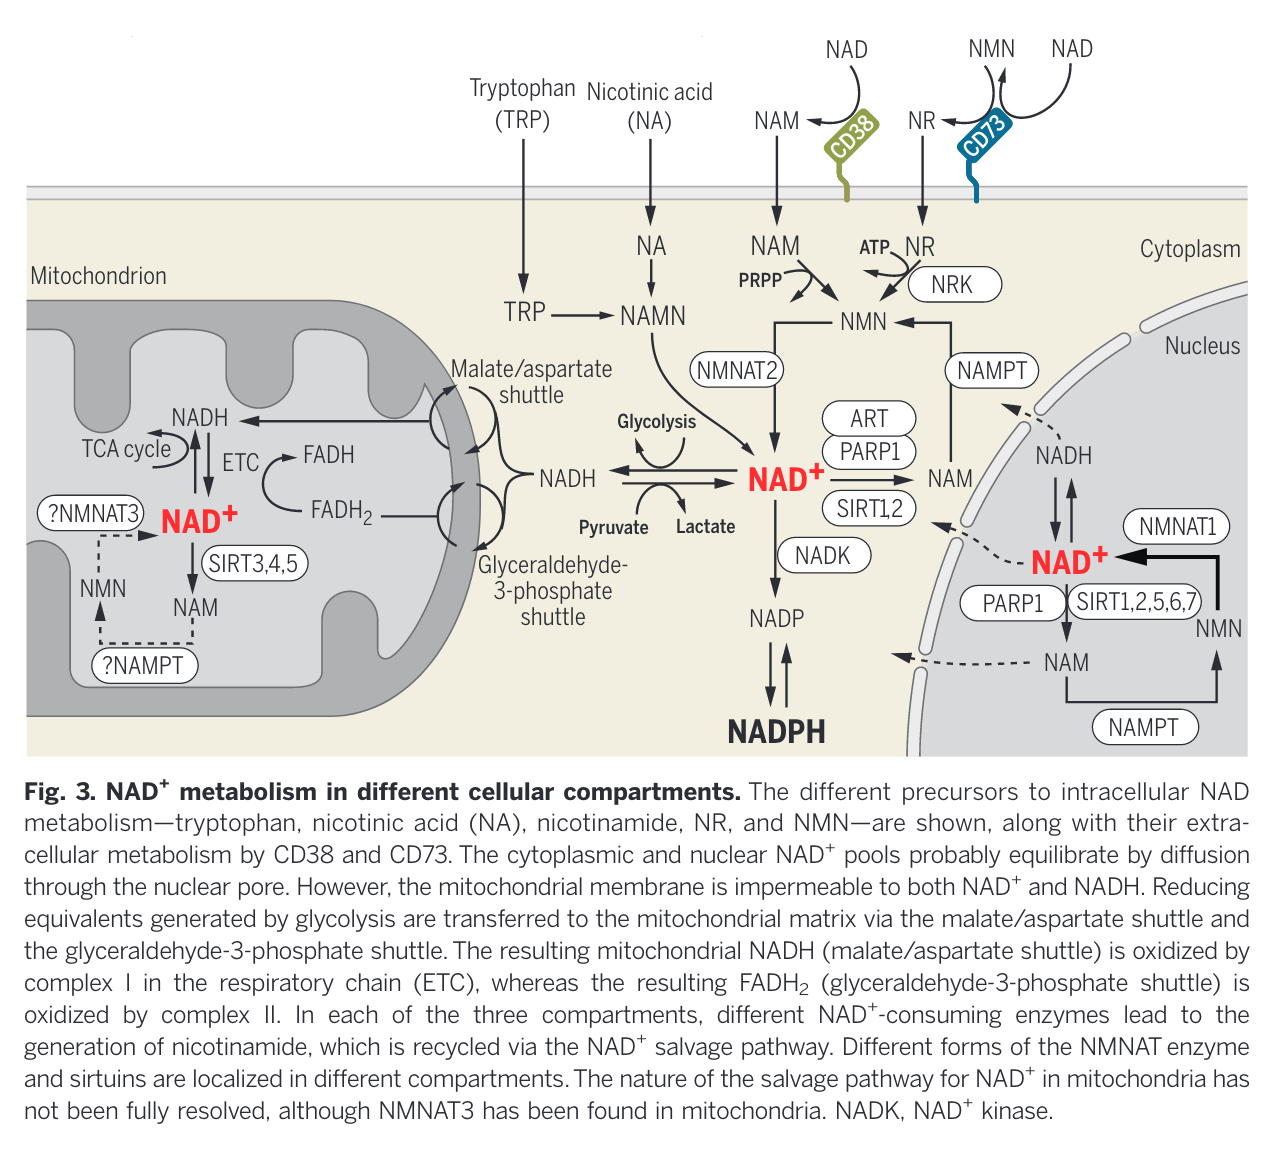 NAD
NMN
NAD
Tryptophan
(TRP)
Nicotinic acid
(NA)
NAM
CD38
NR
CD73
NA
NAM
ATP
NR
Cytoplasm
Mitochondrion
PRPP
NRK
TRP
NAMN
NMN
Nucleus
Malate/aspartate
shuttle
NMNAT2
NAMPT
NADH
Glycolysis
ART
TCA cycle
ETC
FADH
PARP1
NADH
NADH
NAD⁺
NAM
?NMNAT3
NAD⁺
FADH₂
Pyruvate
Lactate
SIRT1,2
NMNAT1
SIRT3,4,5
Glyceraldehyde-
3-phosphate
shuttle
NADK
NAD⁺
NMN
NAM
PARP1
SIRT1,2,5,6,7
NADP
NMN
?NAMPT
NAM
NADPH
NAMPT
Fig. 3. NAD⁺ metabolism in different cellular compartments. The different precursors to intracellular NAD
metabolism—tryptophan, nicotinic acid (NA), nicotinamide, NR, and NMN—are shown, along with their extra-
cellular metabolism by CD38 and CD73. The cytoplasmic and nuclear NAD⁺ pools probably equilibrate by diffusion
through the nuclear pore. However, the mitochondrial membrane is impermeable to both NAD⁺ and NADH. Reducing
equivalents generated by glycolysis are transferred to the mitochondrial matrix via the malate/aspartate shuttle and
the glyceraldehyde-3-phosphate shuttle. The resulting mitochondrial NADH (malate/aspartate shuttle) is oxidized by
complex I in the respiratory chain (ETC), whereas the resulting FADH₂ (glyceraldehyde-3-phosphate shuttle) is
oxidized by complex II. In each of the three compartments, different NAD⁺-consuming enzymes lead to the
generation of nicotinamide, which is recycled via the NAD⁺ salvage pathway. Different forms of the NMNAT enzyme
and sirtuins are localized in different compartments. The nature of the salvage pathway for NAD⁺ in mitochondria has
not been fully resolved, although NMNAT3 has been found in mitochondria. NADK, NAD⁺ kinase.